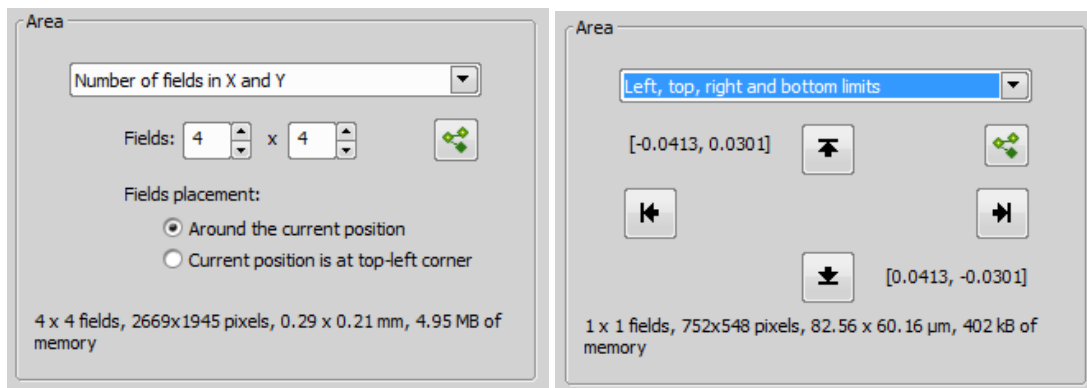 Area
Number of fields in X and Y
Fields: 4 x 4
Fields placement:
Around the current position
Current position is at top-left corner
4 x 4 fields, 2669x1945 pixels, 0.29 x 0.21 mm, 4.95 MB of
memory
Area
Left, top, right and bottom limits
[-0.0413, 0.0301]
[0.0413, -0.0301]
1 x 1 fields, 752x548 pixels, 82.56 x 60.16 µm, 402 kB of
memory